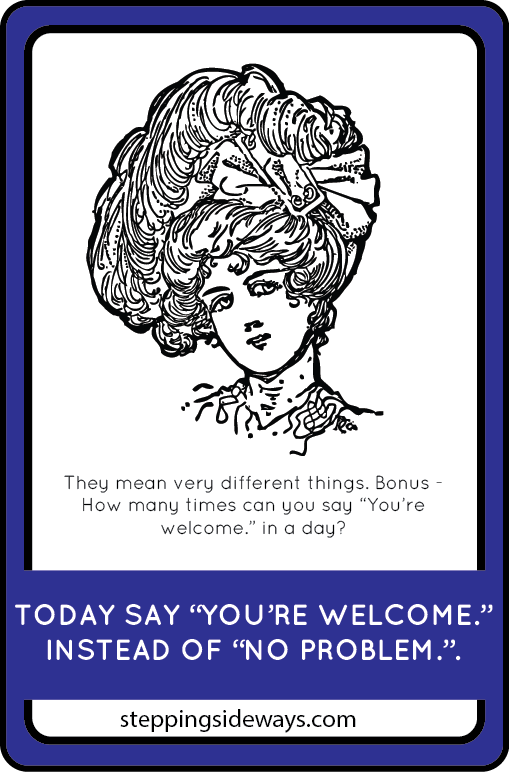 They mean very different things. Bonus -
How many times can you say “You’re
welcome.” in a day?
TODAY SAY “YOU’RE WELCOME.”
INSTEAD OF “NO PROBLEM.”.
steppingsideways.com